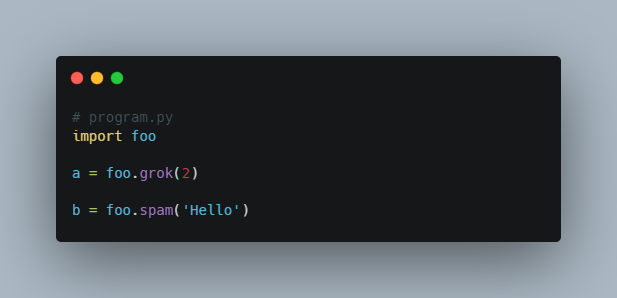 # program.py
import foo
a = foo.grok(2)
b = foo.spam('Hello')